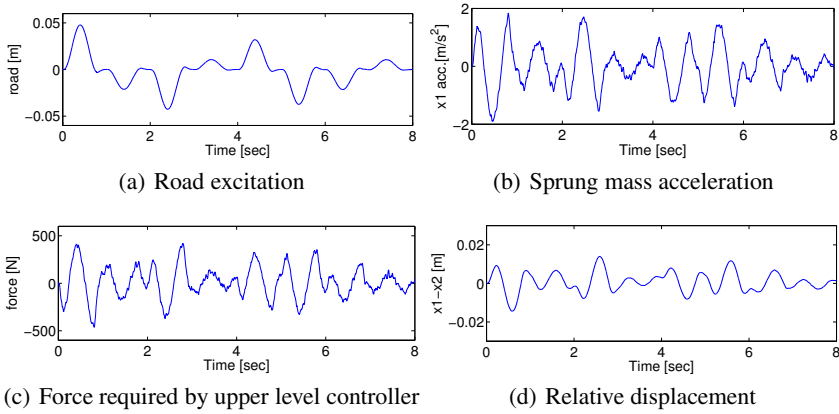 0.05
0
−0.05
road [m]
0 2 4 6 8
Time [sec]
(a) Road excitation
2
0
−2
x1 acc.[m/s²]
0 2 4 6 8
Time [sec]
(b) Sprung mass acceleration
500
0
−500
force [N]
0 2 4 6 8
Time [sec]
(c) Force required by upper level controller
0.02
0
−0.02
x1−x2 [m]
0 2 4 6 8
Time [sec]
(d) Relative displacement